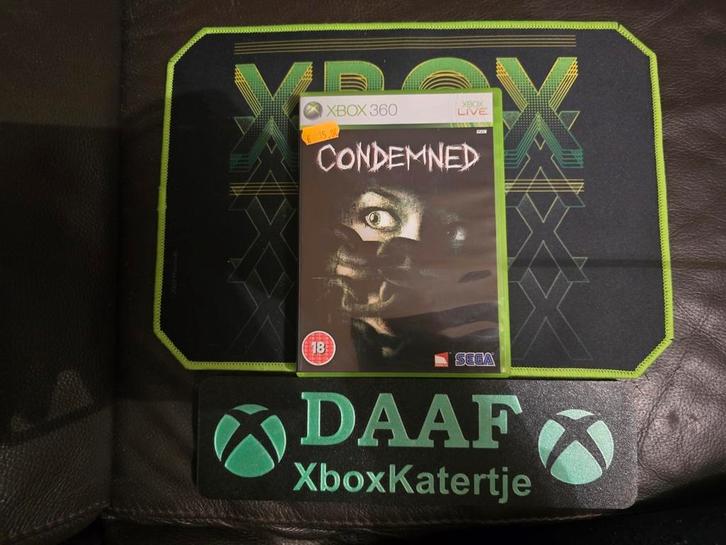 XBOX
XBOX 360
XBOX
LIVE
CONDEMNED
18
SEGA
DAAF
XboxKatertje